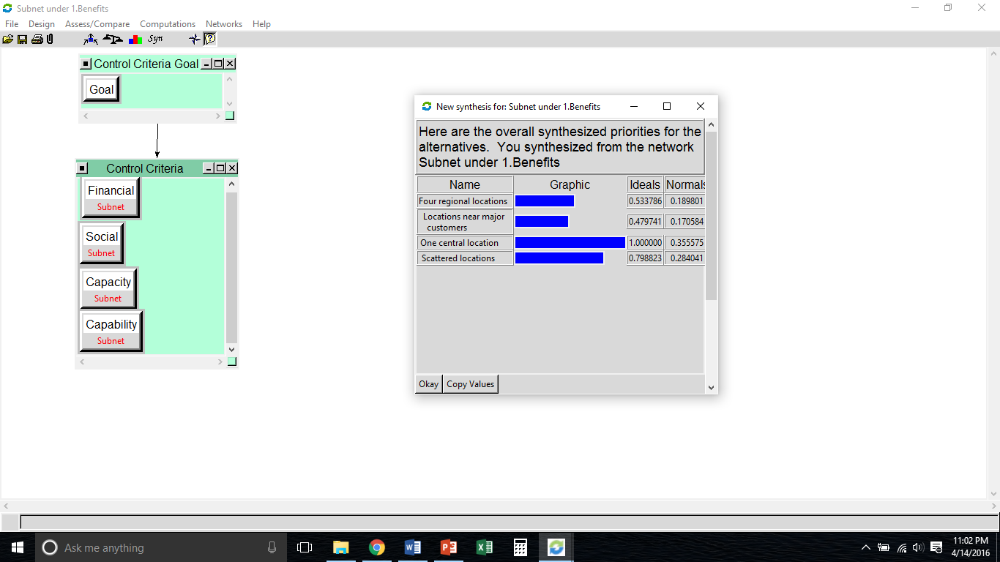 Subnet under 1.Benefits
File Design Assess/Compare Computations Networks Help
Syn
Control Criteria Goal
Goal
Control Criteria
Financial
Subnet
Social
Subnet
Capacity
Subnet
Capability
Subnet
New synthesis for: Subnet under 1.Benefits
Here are the overall synthesized priorities for the
alternatives. You synthesized from the network
Subnet under 1.Benefits
Name Graphic Ideals Normals
Four regional locations 0.533786 0.189801
Locations near major
customers 0.479741 0.170584
One central location 1.000000 0.355575
Scattered locations 0.798823 0.284041
Okay Copy Values
Ask me anything
11:02 PM
4/14/2016